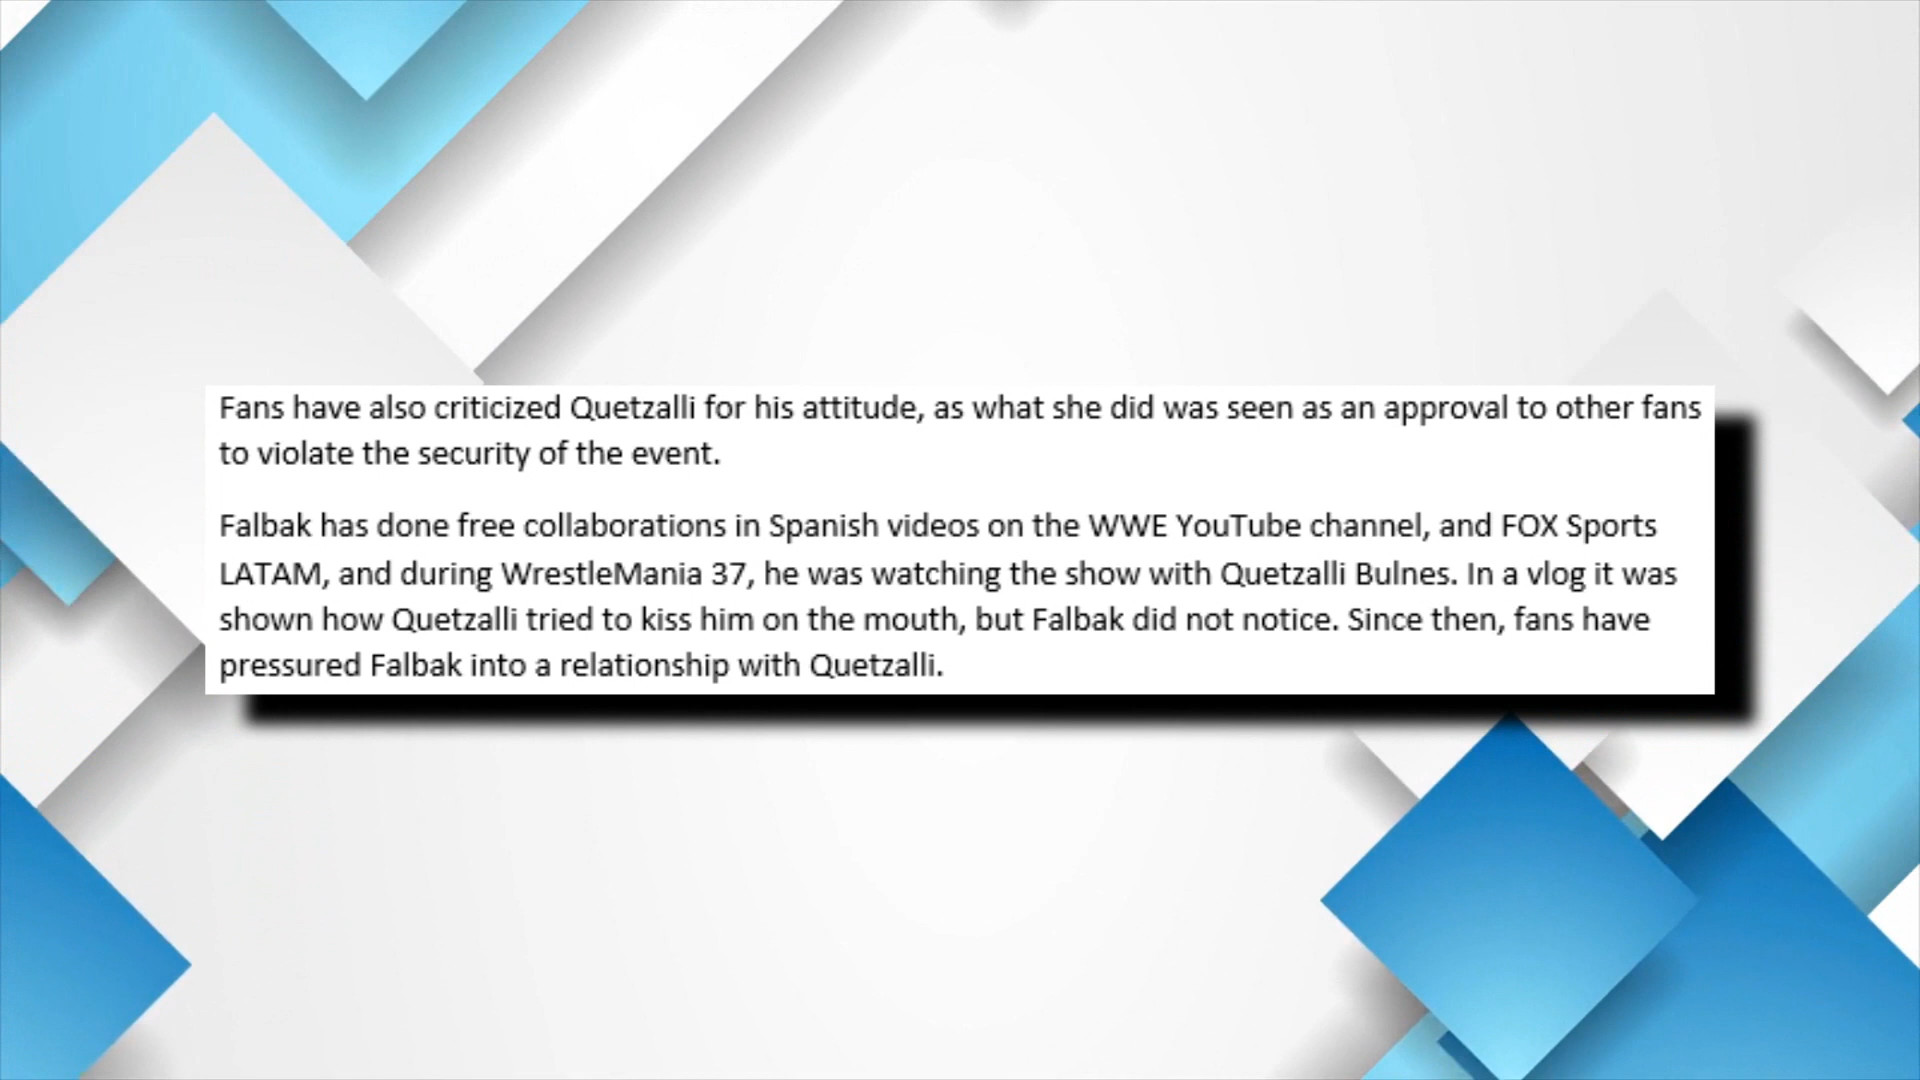 Fans have also criticized Quetzalli for his attitude, as what she did was seen as an approval to other fans
to violate the security of the event.
Falbak has done free collaborations in Spanish videos on the WWE YouTube channel, and FOX Sports
LATAM, and during WrestleMania 37, he was watching the show with Quetzalli Bulnes. In a vlog it was
shown how Quetzalli tried to kiss him on the mouth, but Falbak did not notice. Since then, fans have
pressured Falbak into a relationship with Quetzalli.